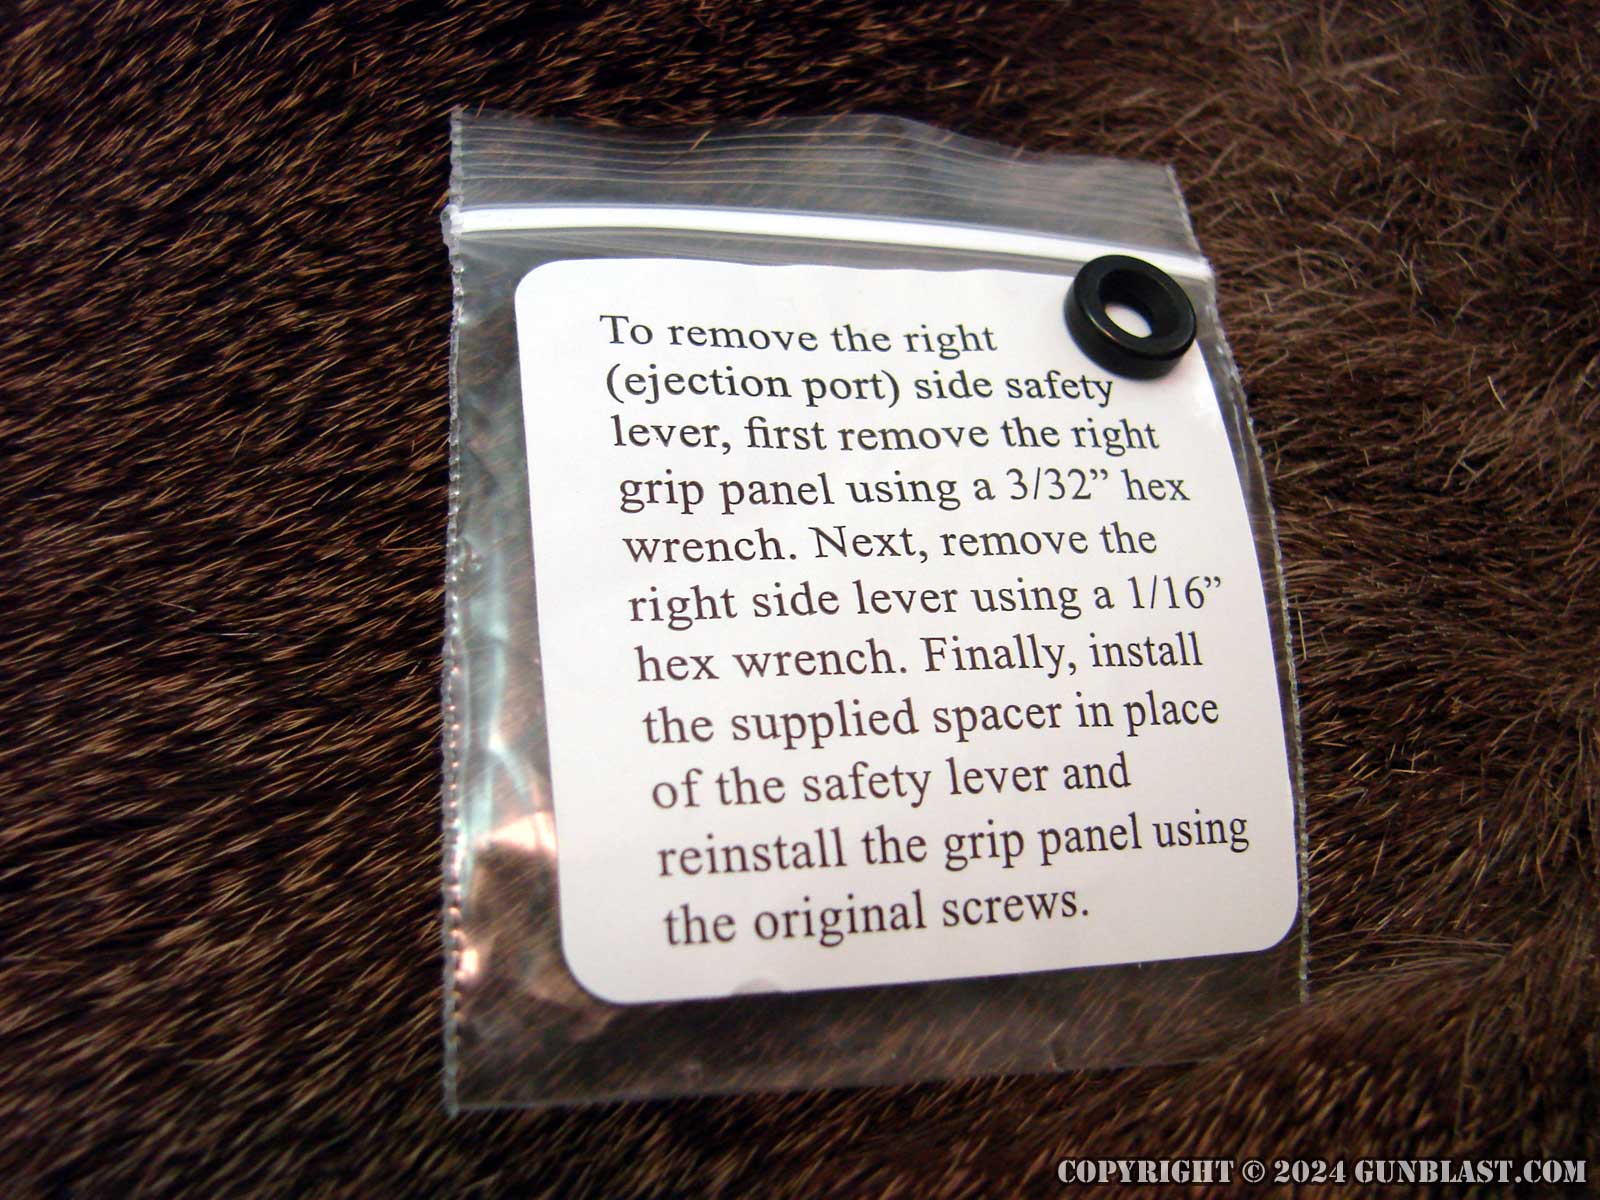 To remove the right
(ejection port) side safety
lever, first remove the right
grip panel using a 3/32” hex
wrench. Next, remove the
right side lever using a 1/16”
hex wrench. Finally, install
the supplied spacer in place
of the safety lever and
reinstall the grip panel using
the original screws.
COPYRIGHT © 2024 GUNBLAST.COM